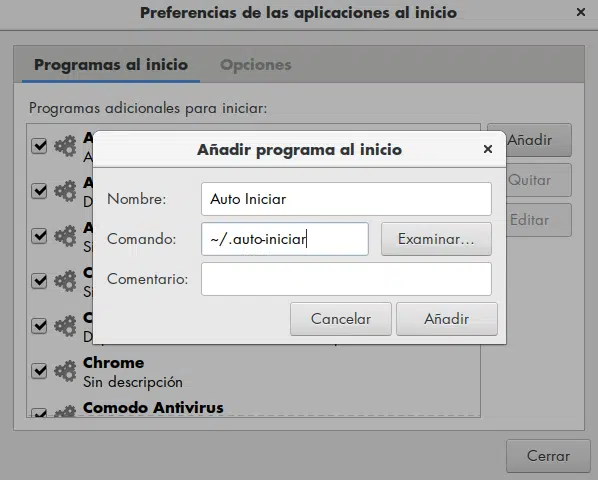 Preferencias de las aplicaciones al inicio
Programas al inicio
Opciones
Programas adicionales para iniciar:
Añadir
Quitar
Editar
Añadir programa al inicio
Nombre:
Auto Iniciar
Comando:
~/.auto-iniciar
Examinar...
Comentario:
Cancelar
Añadir
Chrome
Sin descripción
Comodo Antivirus
Cerrar